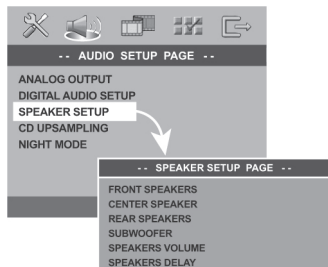 -- AUDIO SETUP PAGE --
ANALOG OUTPUT
DIGITAL AUDIO SETUP
SPEAKER SETUP
CD UPSAMPLING
NIGHT MODE
-- SPEAKER SETUP PAGE --
FRONT SPEAKERS
CENTER SPEAKER
REAR SPEAKERS
SUBWOOFER
SPEAKERS VOLUME
SPEAKERS DELAY